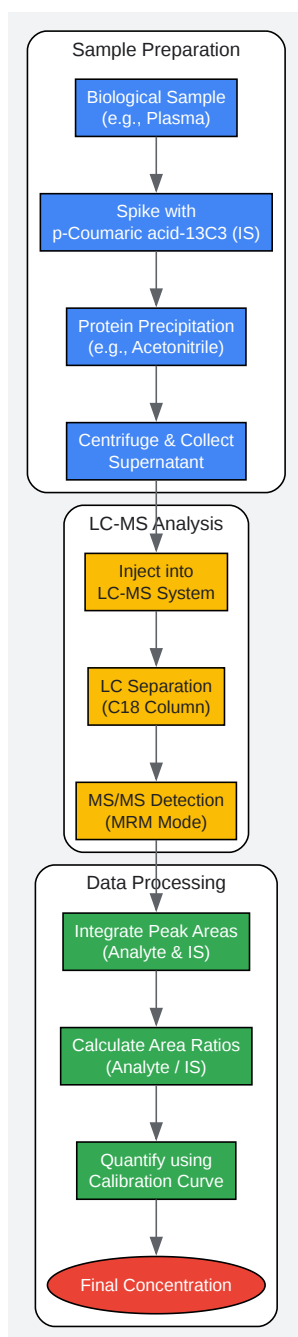 Sample Preparation
Biological Sample
(e.g., Plasma)
Spike with
p-Coumaric acid-13C3 (IS)
Protein Precipitation
(e.g., Acetonitrile)
Centrifuge & Collect
Supernatant
LC-MS Analysis
Inject into
LC-MS System
LC Separation
(C18 Column)
MS/MS Detection
(MRM Mode)
Data Processing
Integrate Peak Areas
(Analyte & IS)
Calculate Area Ratios
(Analyte / IS)
Quantify using
Calibration Curve
Final Concentration